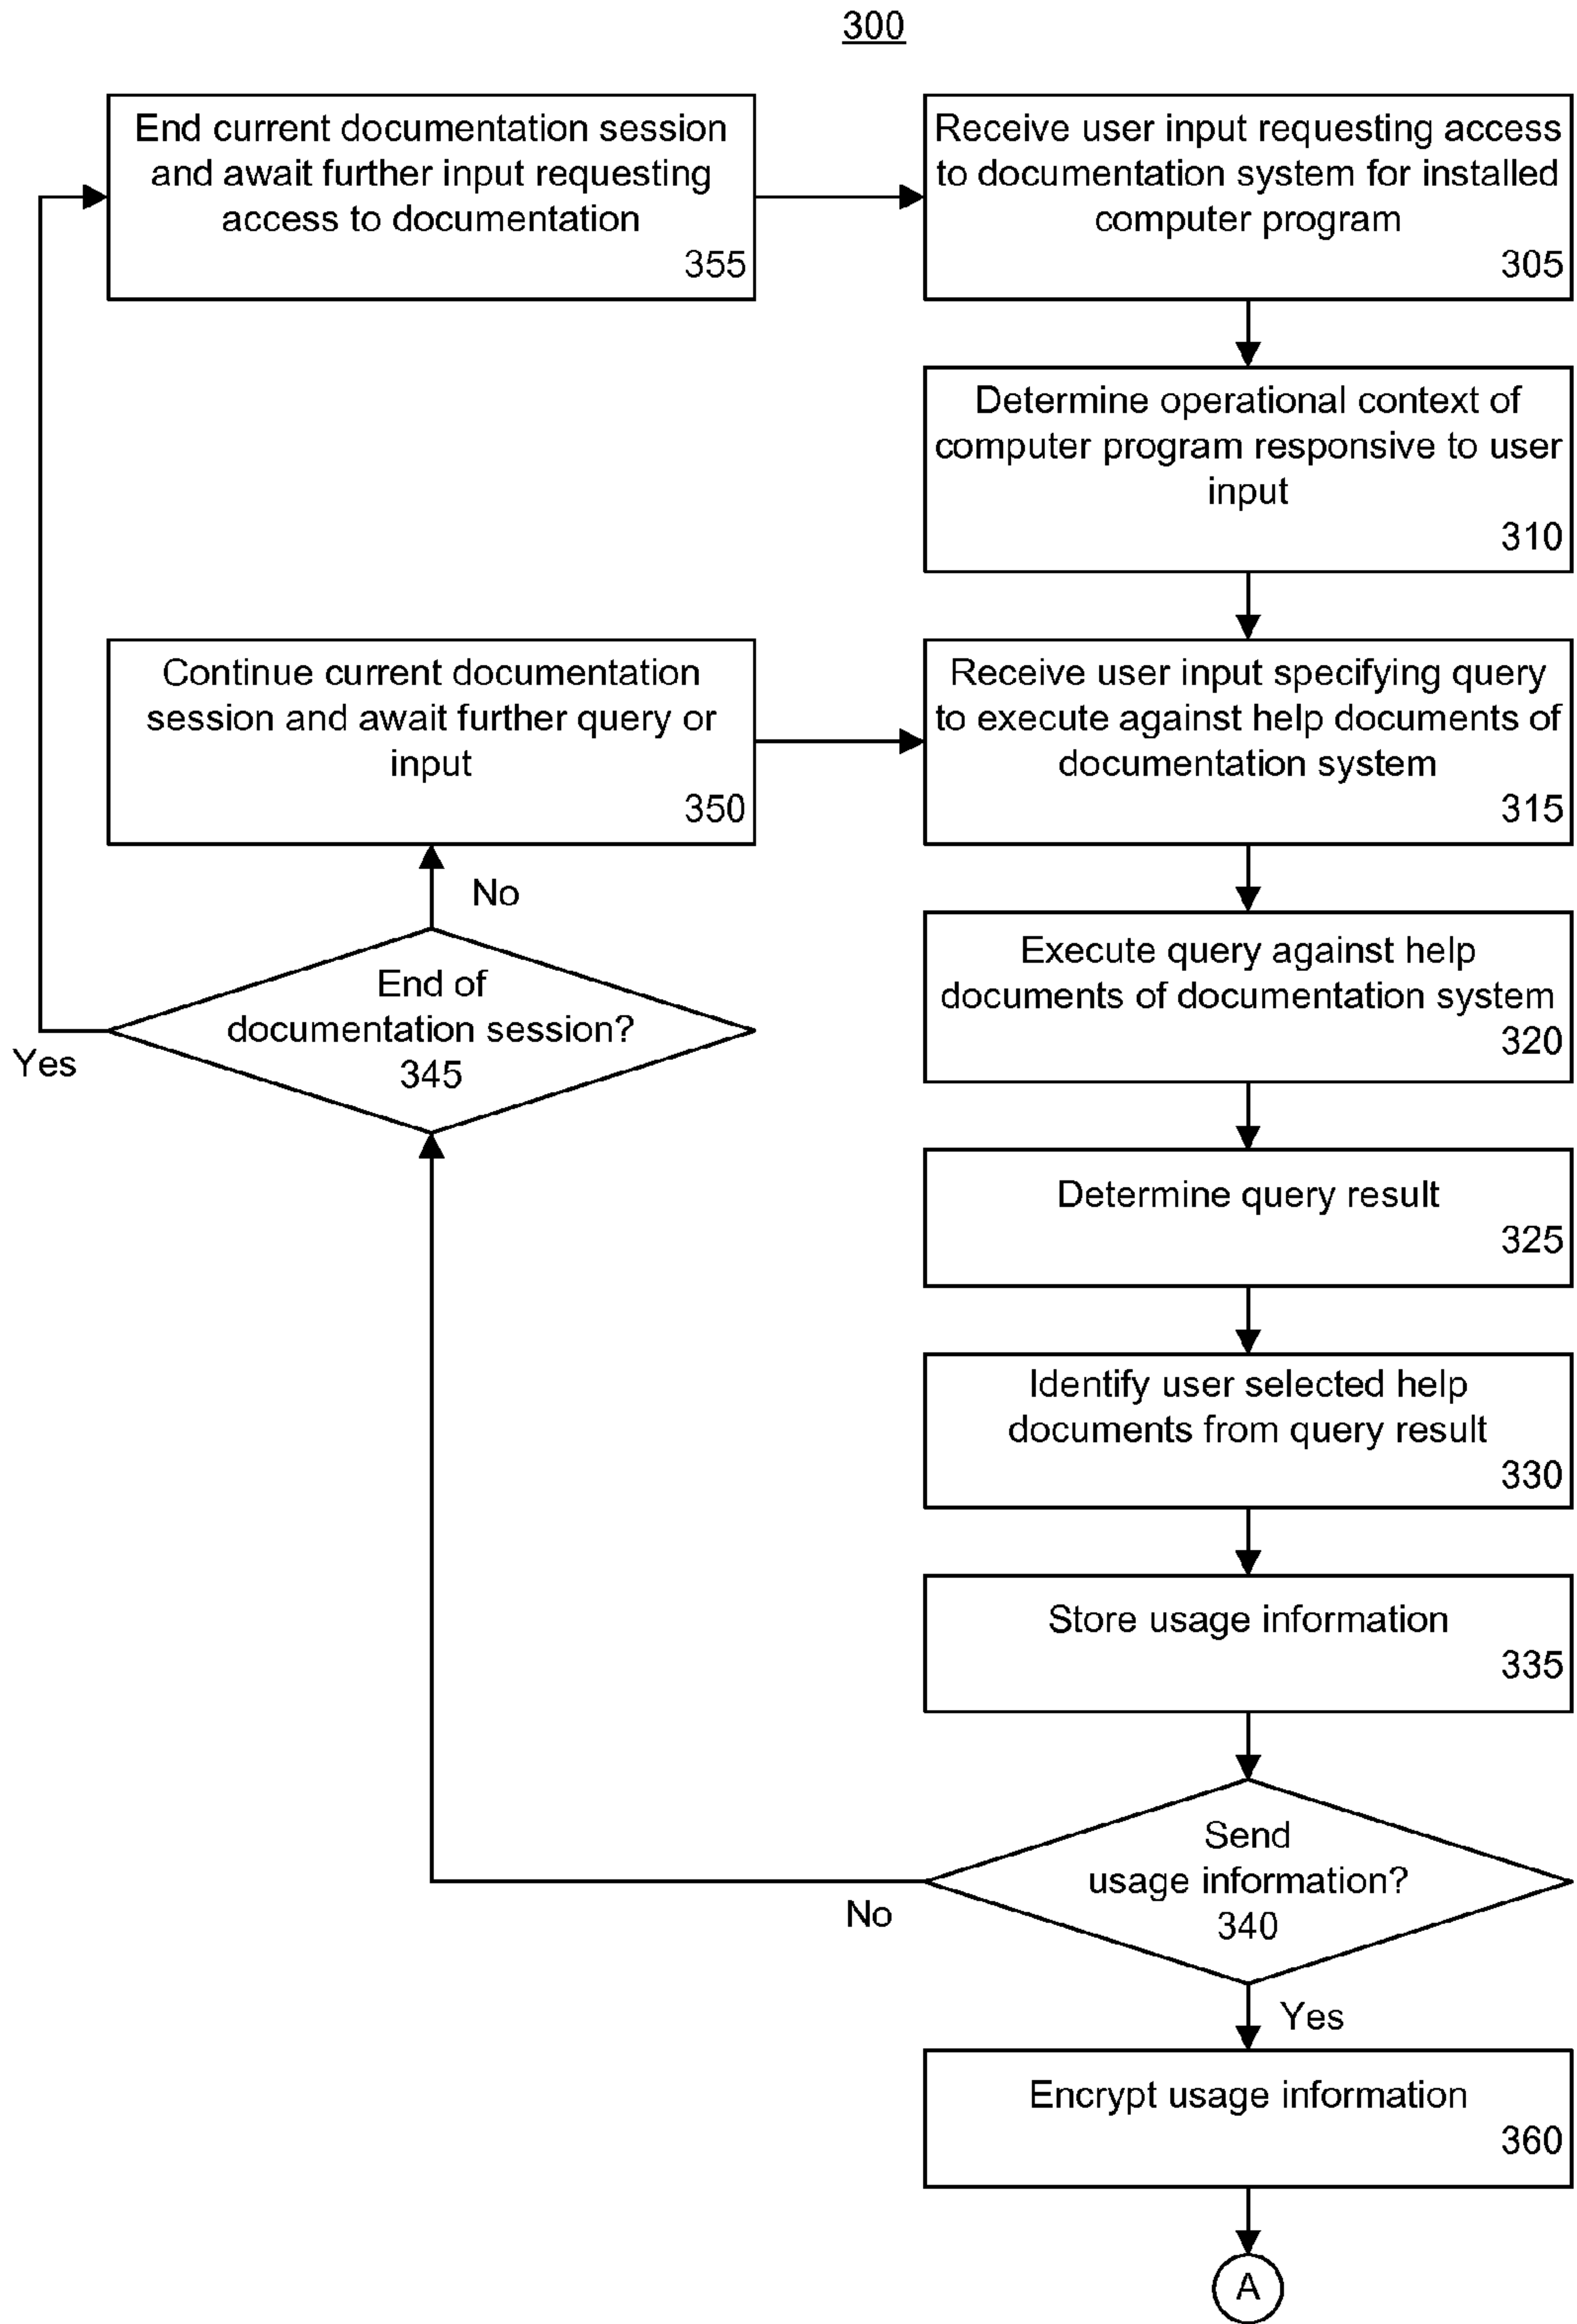 300
End current documentation session
and await further input requesting
access to documentation
355
Receive user input requesting access
to documentation system for installed
computer program
305
Determine operational context of
computer program responsive to user
input
310
Continue current documentation
session and await further query or
input
350
Receive user input specifying query
to execute against help documents of
documentation system
315
No
End of
documentation session?
345
Yes
Execute query against help
documents of documentation system
320
Determine query result
325
Identify user selected help
documents from query result
330
Store usage information
335
Send
usage information?
340
No
Yes
Encrypt usage information
360
A